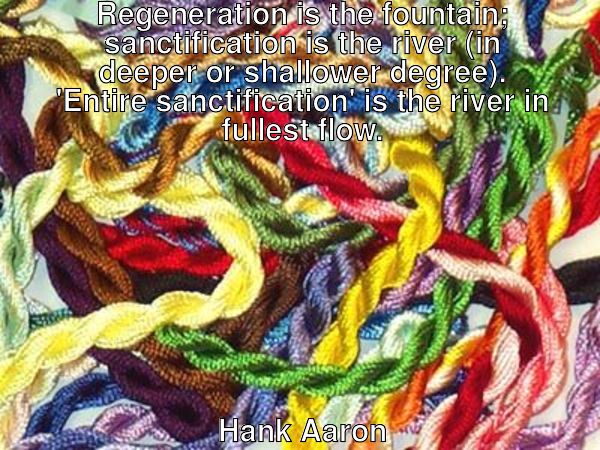 Regeneration is the fountain;
sanctification is the river (in
deeper or shallower degree).
'Entire sanctification' is the river in
fullest flow.
Hank Aaron